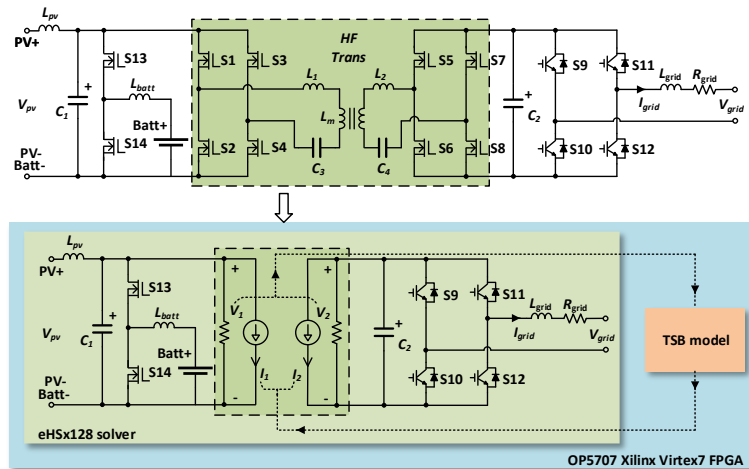 Lpv
PV+
S13
S1
S3
HF
Trans
S5
S7
S9
S11
Lbatt
L1
L2
Lgrid
Rgrid
Vpv
C1
+
Batt+
Lm
C2
+
Igrid
Vgrid
PV-
Batt-
S14
S2
S4
C3
C4
S6
S8
S10
S12
Lpv
PV+
S13
+
+
S9
S11
Lbatt
V1
V2
Lgrid
Rgrid
Vpv
C1
+
Batt+
C2
+
Igrid
Vgrid
TSB model
PV-
Batt-
S14
I1
I2
S10
S12
-
-
eHSx128 solver
OP5707 Xilinx Virtex7 FPGA